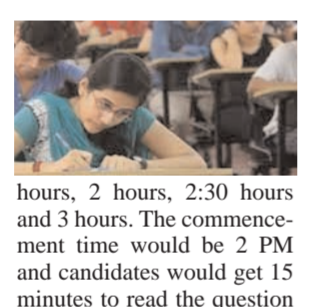 hours, 2 hours, 2:30 hours
and 3 hours. The commence-
ment time would be 2 PM
and candidates would get 15
minutes to read the question